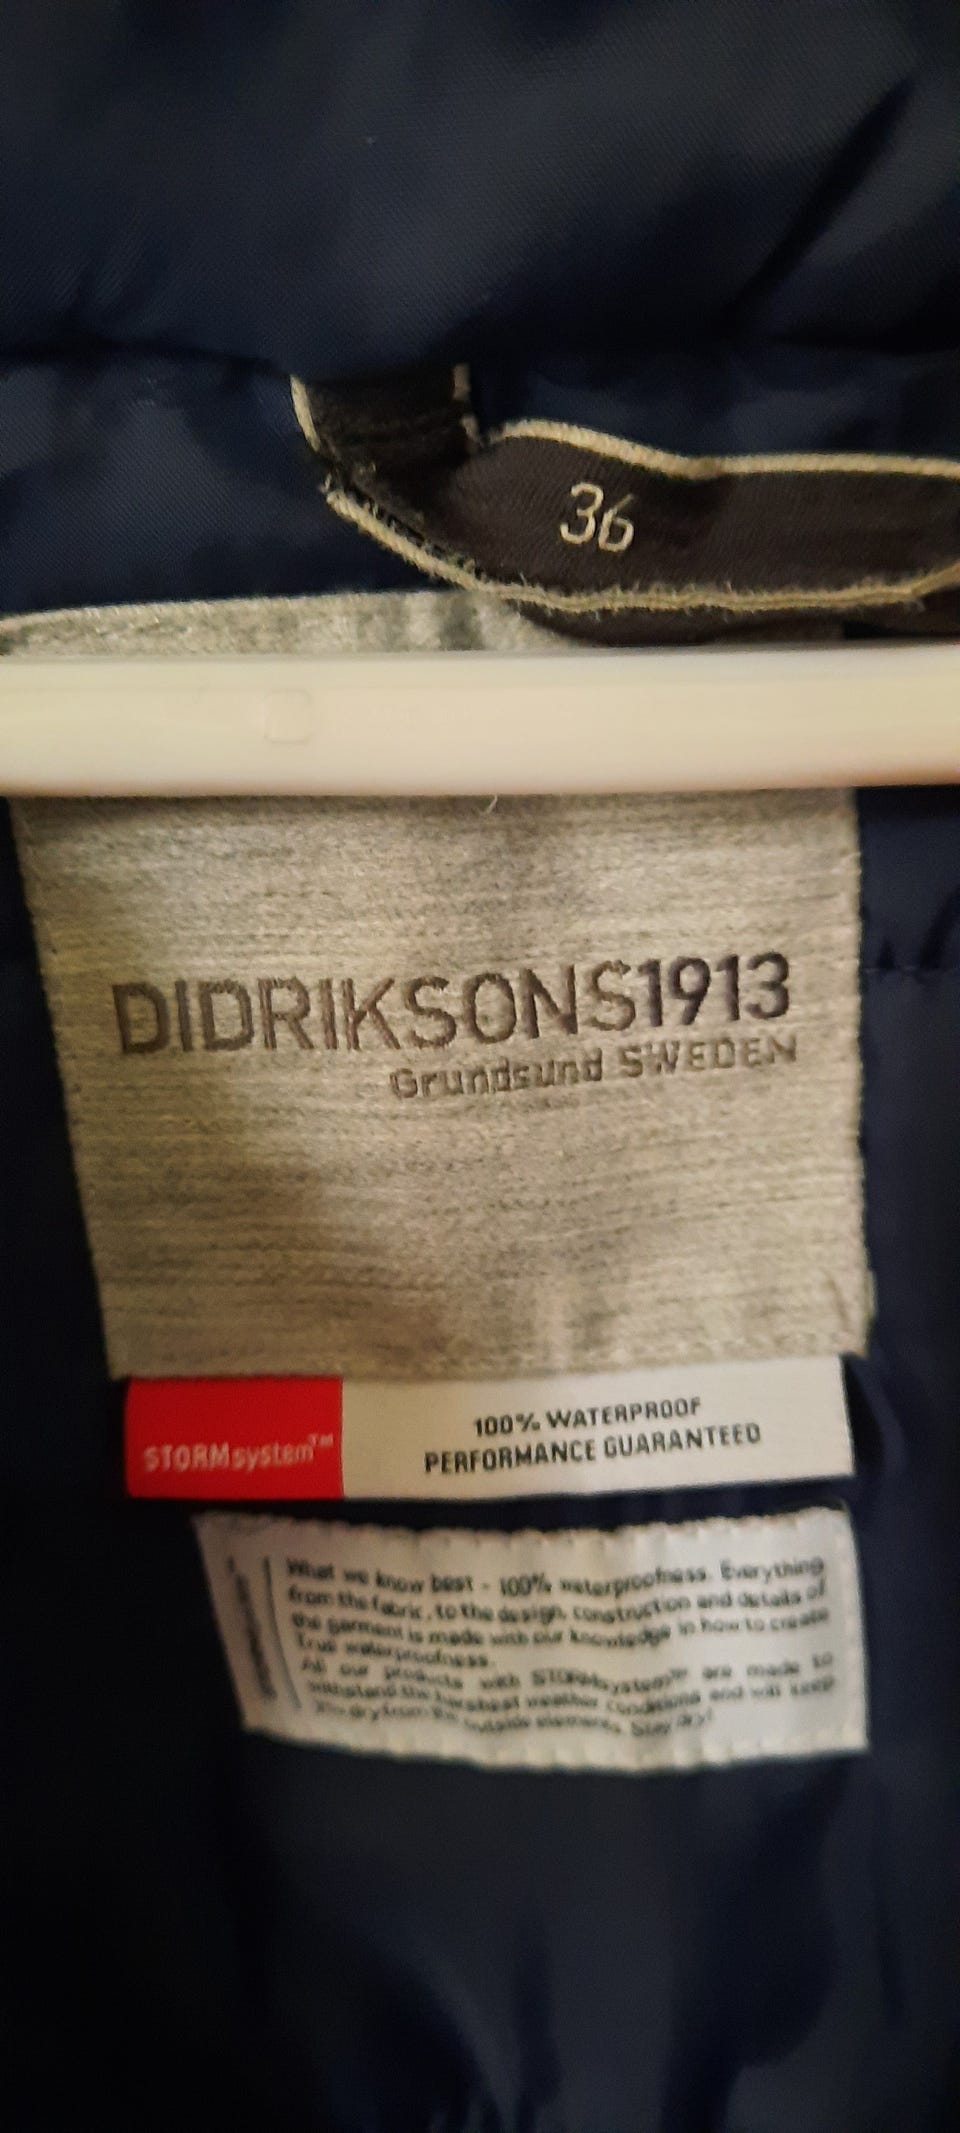 36
DIDRIKSONS1913
Grundsund SWEDEN
STORMsystem™
100% WATERPROOF
PERFORMANCE GUARANTEED
What we know best - 100% waterproofness. Everything
from the fabric, to the design, construction and details of
the garment is made with our knowledge in how to create
true waterproofness.
All our products with STORMsystem™ are made to
withstand the harshest weather conditions and will keep
you dry from the outside elements. Stay dry!